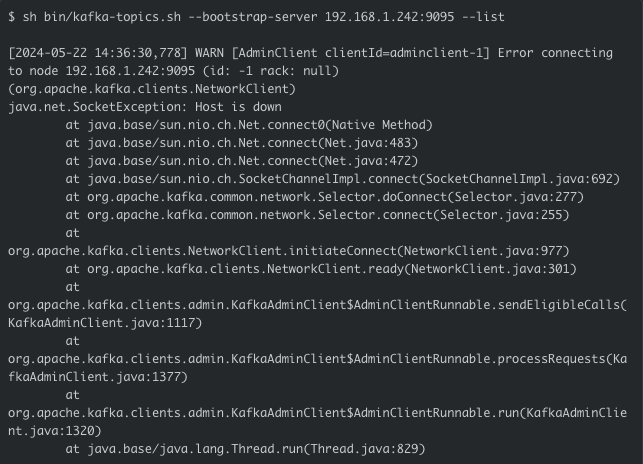 $ sh bin/kafka-topics.sh --bootstrap-server 192.168.1.242:9095 --list
[2024-05-22 14:36:30,778] WARN [AdminClient clientId=adminclient-1] Error connecting
to node 192.168.1.242:9095 (id: -1 rack: null)
(org.apache.kafka.clients.NetworkClient)
java.net.SocketException: Host is down
        at java.base/sun.nio.ch.Net.connect0(Native Method)
        at java.base/sun.nio.ch.Net.connect(Net.java:483)
        at java.base/sun.nio.ch.Net.connect(Net.java:472)
        at java.base/sun.nio.ch.SocketChannelImpl.connect(SocketChannelImpl.java:692)
        at org.apache.kafka.common.network.Selector.doConnect(Selector.java:277)
        at org.apache.kafka.common.network.Selector.connect(Selector.java:255)
        at
org.apache.kafka.clients.NetworkClient.initiateConnect(NetworkClient.java:977)
        at org.apache.kafka.clients.NetworkClient.ready(NetworkClient.java:301)
        at
org.apache.kafka.clients.admin.KafkaAdminClient$AdminClientRunnable.sendEligibleCalls(
KafkaAdminClient.java:1117)
        at
org.apache.kafka.clients.admin.KafkaAdminClient$AdminClientRunnable.processRequests(Ka
fkaAdminClient.java:1377)
        at
org.apache.kafka.clients.admin.KafkaAdminClient$AdminClientRunnable.run(KafkaAdminClie
nt.java:1320)
        at java.base/java.lang.Thread.run(Thread.java:829)